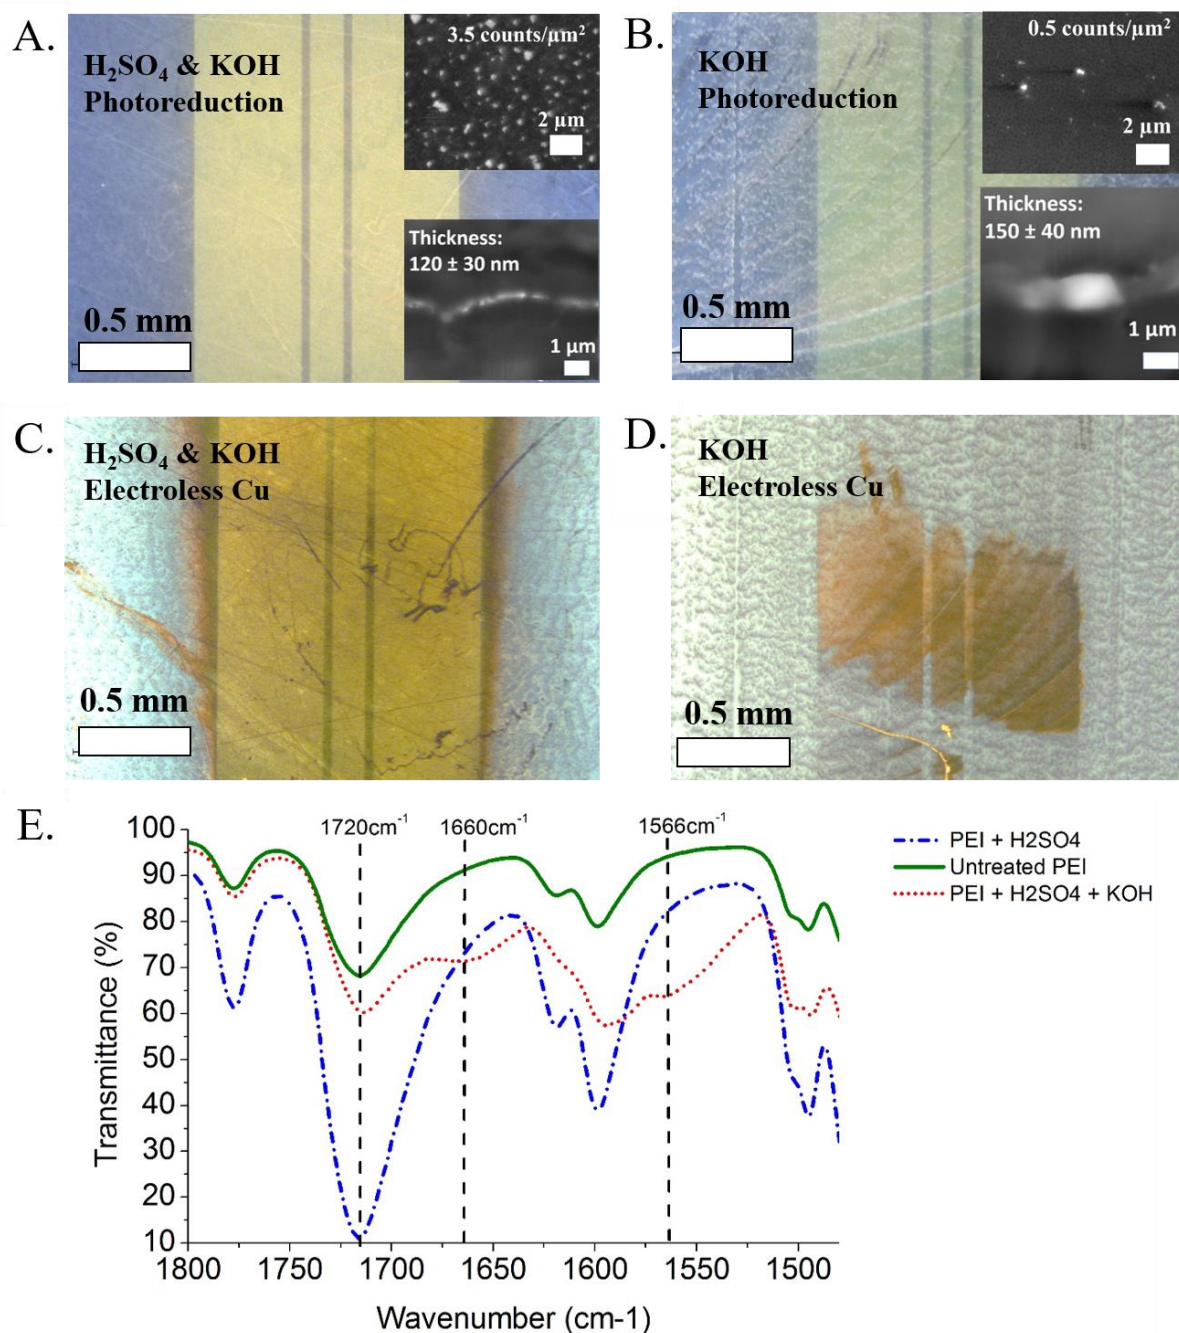 A.
H₂SO₄ & KOH
Photoreduction
3.5 counts/µm²
2 µm
Thickness:
120 ± 30 nm
1 µm
0.5 mm
B.
KOH
Photoreduction
0.5 counts/µm²
2 µm
Thickness:
150 ± 40 nm
1 µm
0.5 mm
C.
H₂SO₄ & KOH
Electroless Cu
0.5 mm
D.
KOH
Electroless Cu
0.5 mm
E.
1720cm⁻¹
1660cm⁻¹
1566cm⁻¹
PEI + H2SO4
Untreated PEI
PEI + H2SO4 + KOH
Transmittance (%)
100
90
80
70
60
50
40
30
20
10
1800
1750
1700
1650
1600
1550
1500
Wavenumber (cm-1)